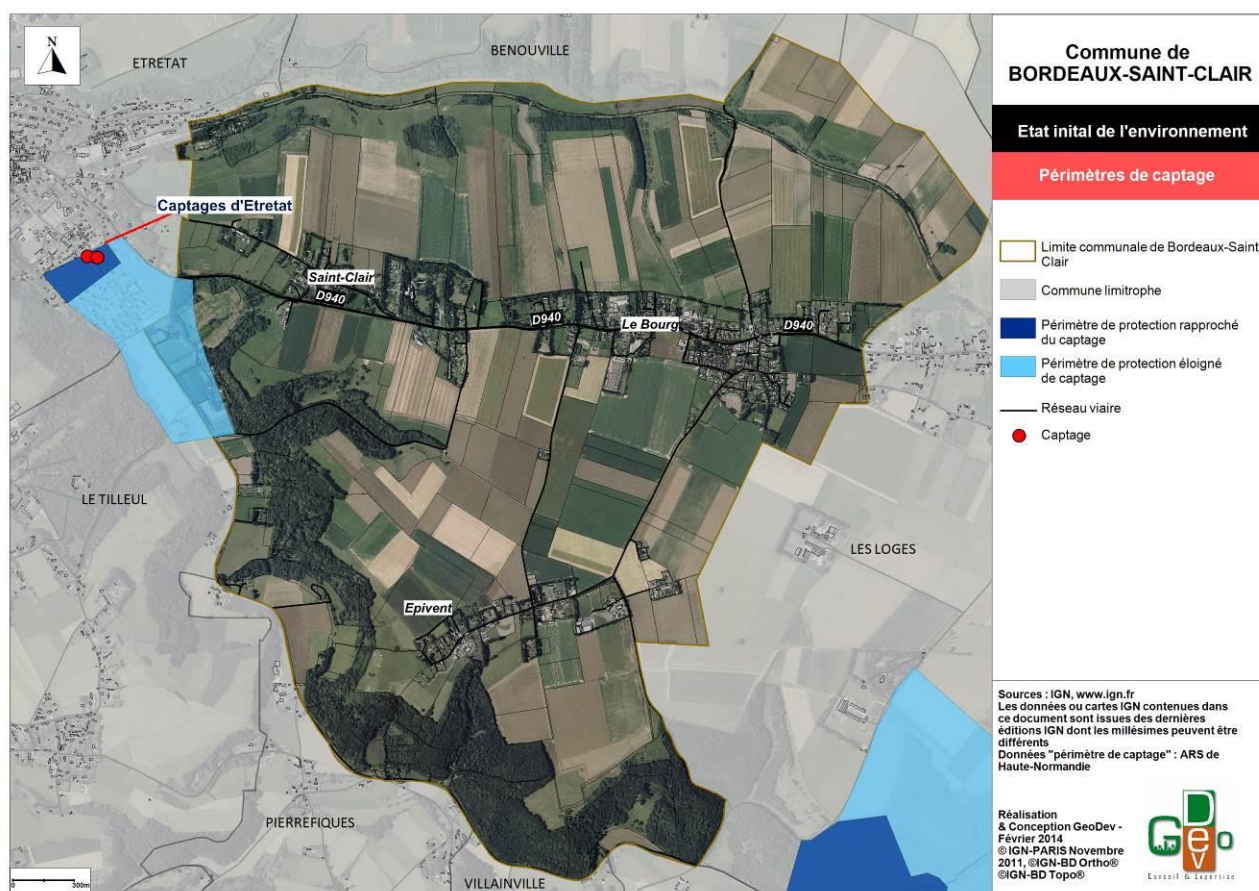 N
ETRETAT
BENOUVILLE
Captages d'Etretat
Saint-Clair
D940
D940
Le Bourg
D940
LE TILLEUL
LES LOGES
Epivent
PIERREFIQUES
VILLAINVILLE
0 300m
Commune de
BORDEAUX-SAINT-CLAIR
Etat inital de l'environnement
Périmètres de captage
Limite communale de Bordeaux-Saint
Clair
Commune limitrophe
Périmètre de protection rapproché
du captage
Périmètre de protection éloigné
de captage
Réseau viaire
Captage
Sources : IGN, www.ign.fr
Les données ou cartes IGN contenues dans
ce document sont issues des dernières
éditions IGN dont les millésimes peuvent être
différents
Données "périmètre de captage" : ARS de
Haute-Normandie
Réalisation
& Conception GeoDev -
Février 2014
© IGN-PARIS Novembre
2011, ©IGN-BD Ortho®
©IGN-BD Topo®
GeoDev
Conseil & Expertise